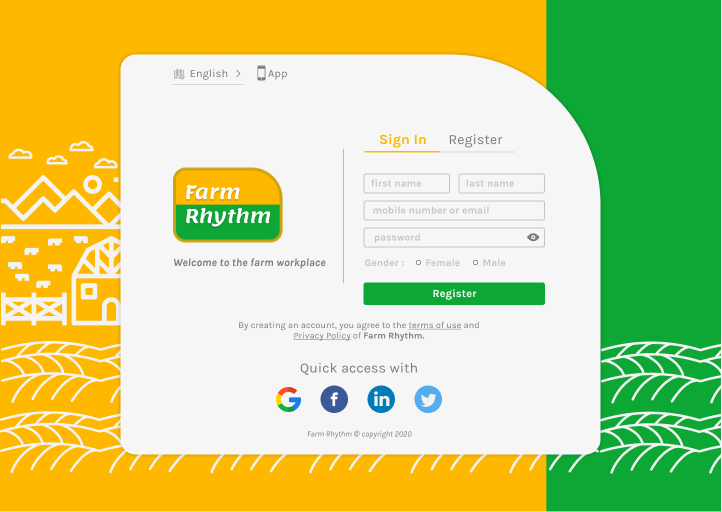 English App
Sign In Register
first name last name
mobile number or email
password
Gender : Female Male
Register
Farm
Rhythm
Welcome to the farm workplace
By creating an account, you agree to the terms of use and
Privacy Policy of Farm Rhythm.
Quick access with
Farm Rhythm © copyright 2020